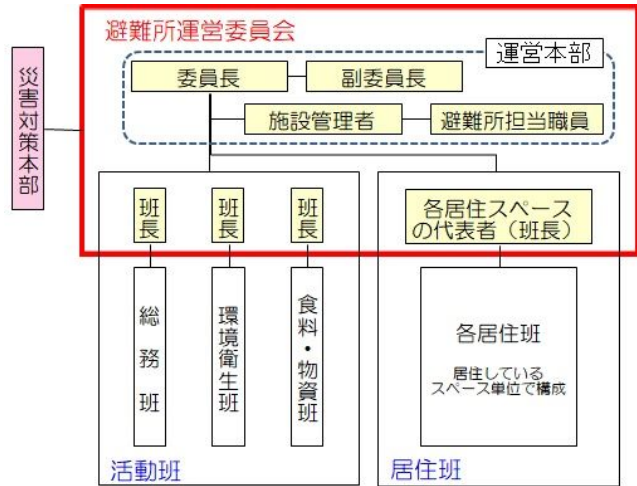 避難所運営委員会
運営本部
委員長
副委員長
施設管理者
避難所担当職員
災害対策本部
班長
班長
班長
各居住スペース
の代表者（班長）
総務班
環境衛生班
食料・物資班
各居住班
居住している
スペース単位で構成
活動班
居住班